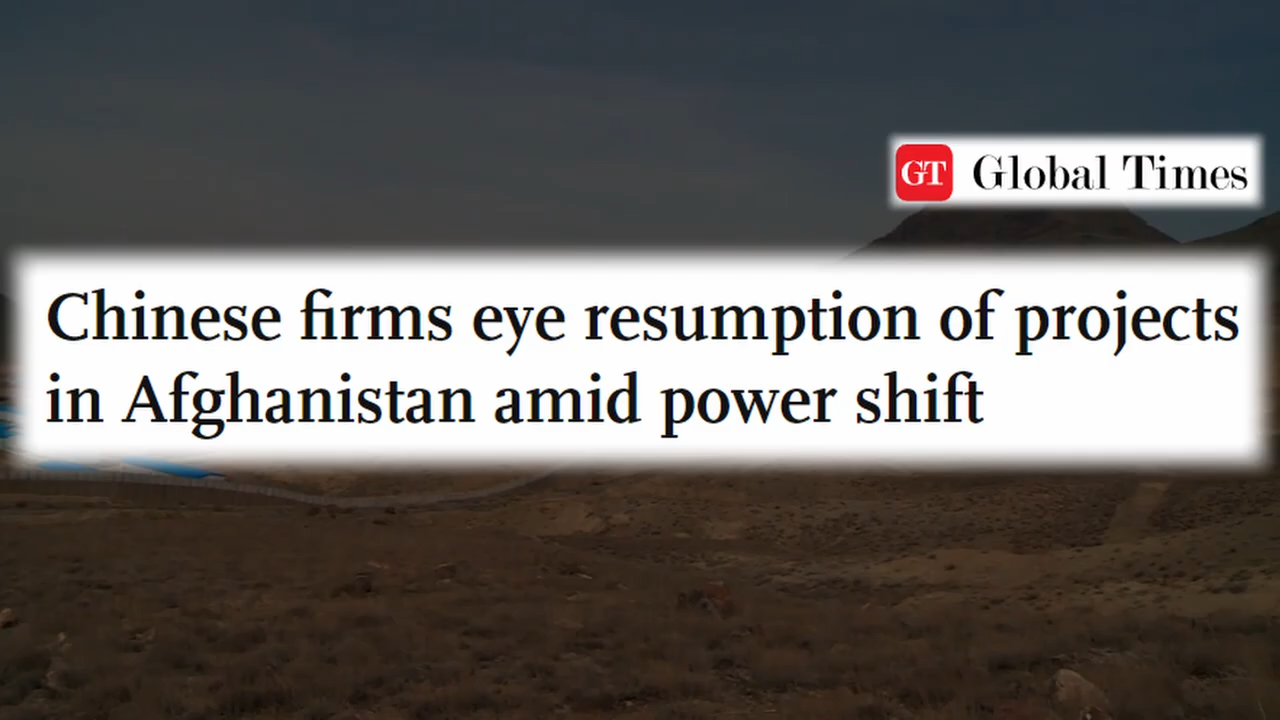 GT Global Times
Chinese firms eye resumption of projects
in Afghanistan amid power shift